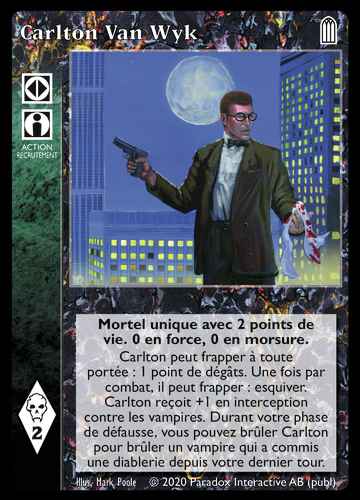 Carlton Van Wyk
ACTION
RECRUTEMENT
Mortel unique avec 2 points de
vie. 0 en force, 0 en morsure.
Carlton peut frapper à toute
portée : 1 point de dégâts. Une fois par
combat, il peut frapper : esquiver.
Carlton reçoit +1 en interception
contre les vampires. Durant votre phase
de défausse, vous pouvez brûler Carlton
pour brûler un vampire qui a commis
une diablerie depuis votre dernier tour.
2
Illus. Mark Poole © 2020 Paradox Interactive AB (publ)